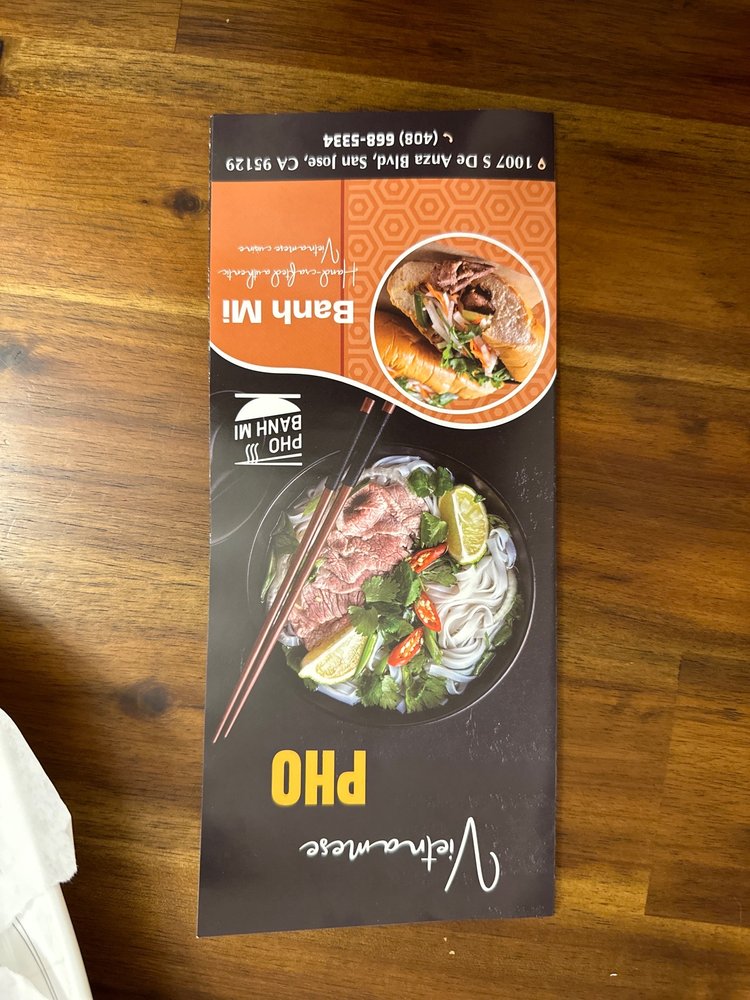 Vietnamese
PHO
PHO
BANH MI
Banh Mi
Hand-crafted authentic
Vietnamese cuisine
1007 S De Anza Blvd, San Jose, CA 95129
(408) 668-5334